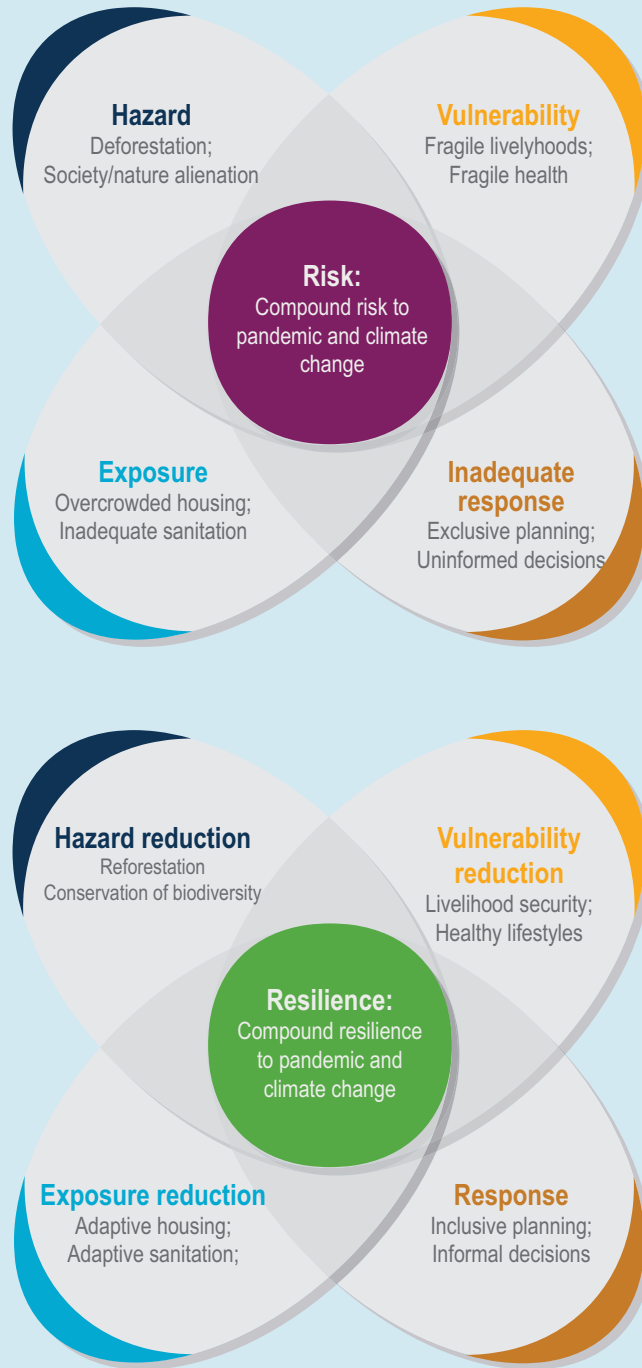 Hazard
Deforestation;
Society/nature alienation
Vulnerability
Fragile livelyhoods;
Fragile health
Risk:
Compound risk to
pandemic and climate
change
Exposure
Overcrowded housing;
Inadequate sanitation
Inadequate
response
Exclusive planning;
Uninformed decisions
Hazard reduction
Reforestation
Conservation of biodiversity
Vulnerability
reduction
Livelihood security;
Healthy lifestyles
Resilience:
Compound resilience
to pandemic and
climate change
Exposure reduction
Adaptive housing;
Adaptive sanitation;
Response
Inclusive planning;
Informal decisions